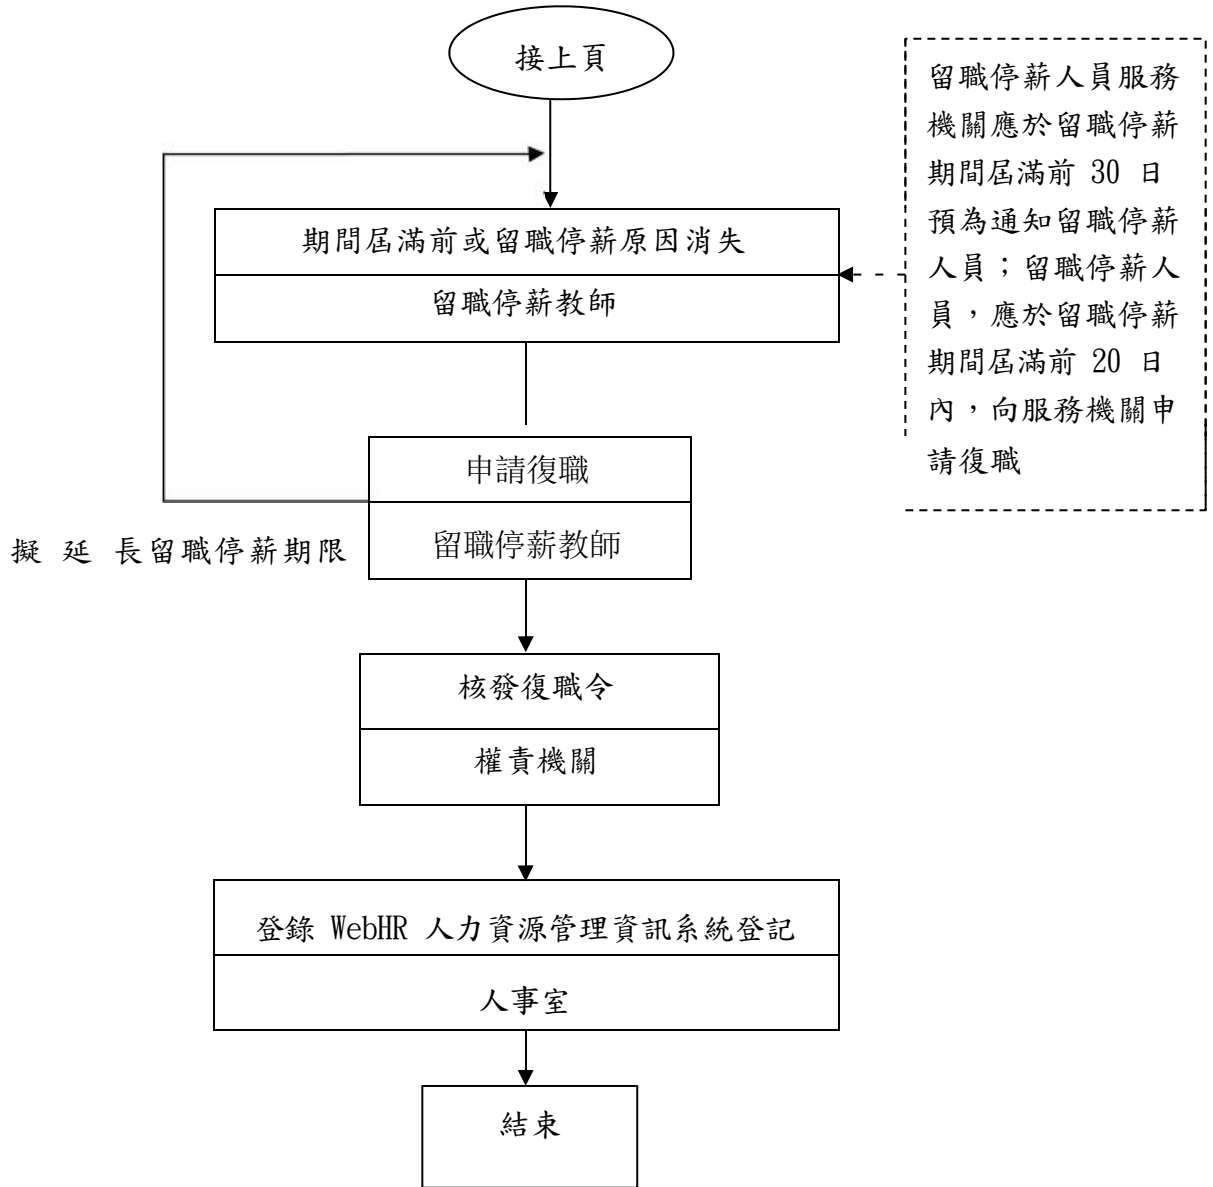 接上頁
留職停薪人員服務
機關應於留職停薪
期間屆滿前 30 日
預為通知留職停薪
人員；留職停薪人
員，應於留職停薪
期間屆滿前 20 日
內，向服務機關申
請復職
期間屆滿前或留職停薪原因消失
留職停薪教師
申請復職
留職停薪教師
擬 延 長留職停薪期限
核發復職令
權責機關
登錄 WebHR 人力資源管理資訊系統登記
人事室
結束